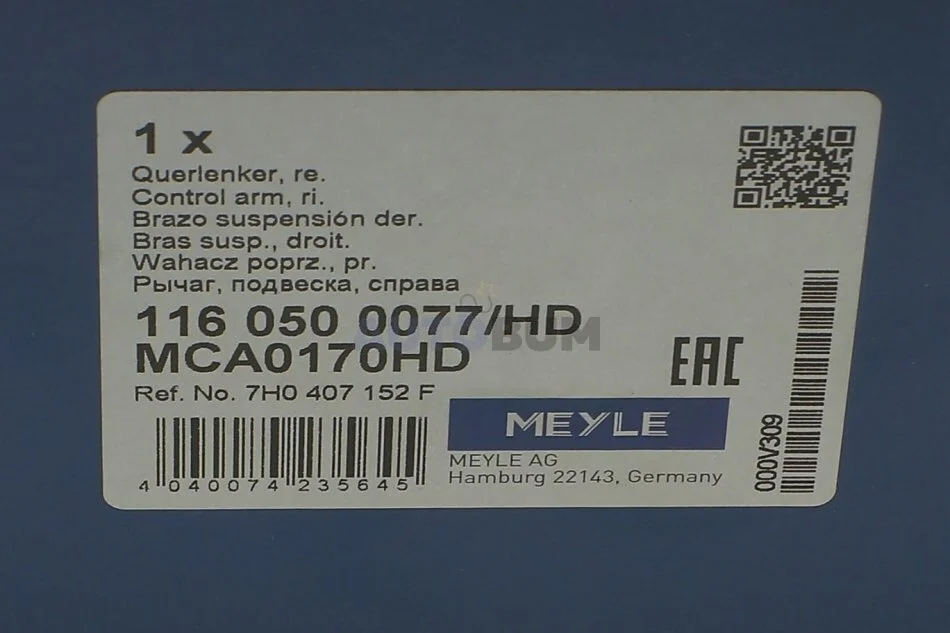 1 x
Querlenker, re.
Control arm, ri.
Brazo suspensión der.
Bras susp., droit.
Wahacz poprz., pr.
Рычаг, подвеска, справа
116 050 0077/HD
AUTOBUM
MCA0170HD
Ref. No. 7H0 407 152 F
EAC
MEYLE
MEYLE AG
Hamburg 22143, Germany
4 040074 235645
000V309